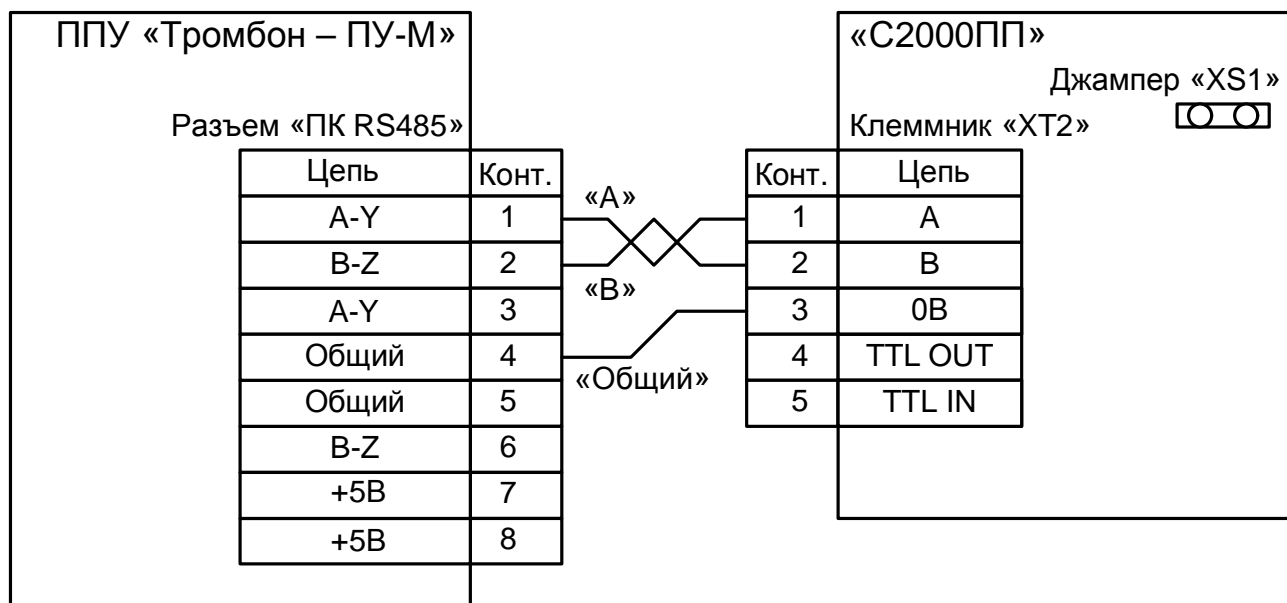 ППУ «Тромбон – ПУ-М»
«С2000ПП»
Джампер «XS1»
Разъем «ПК RS485»
Клеммник «XT2»
Цепь Конт.
A-Y 1
B-Z 2
A-Y 3
Общий 4
Общий 5
B-Z 6
+5В 7
+5В 8
«А»
«В»
«Общий»
Конт. Цепь
1 А
2 В
3 0В
4 TTL OUT
5 TTL IN